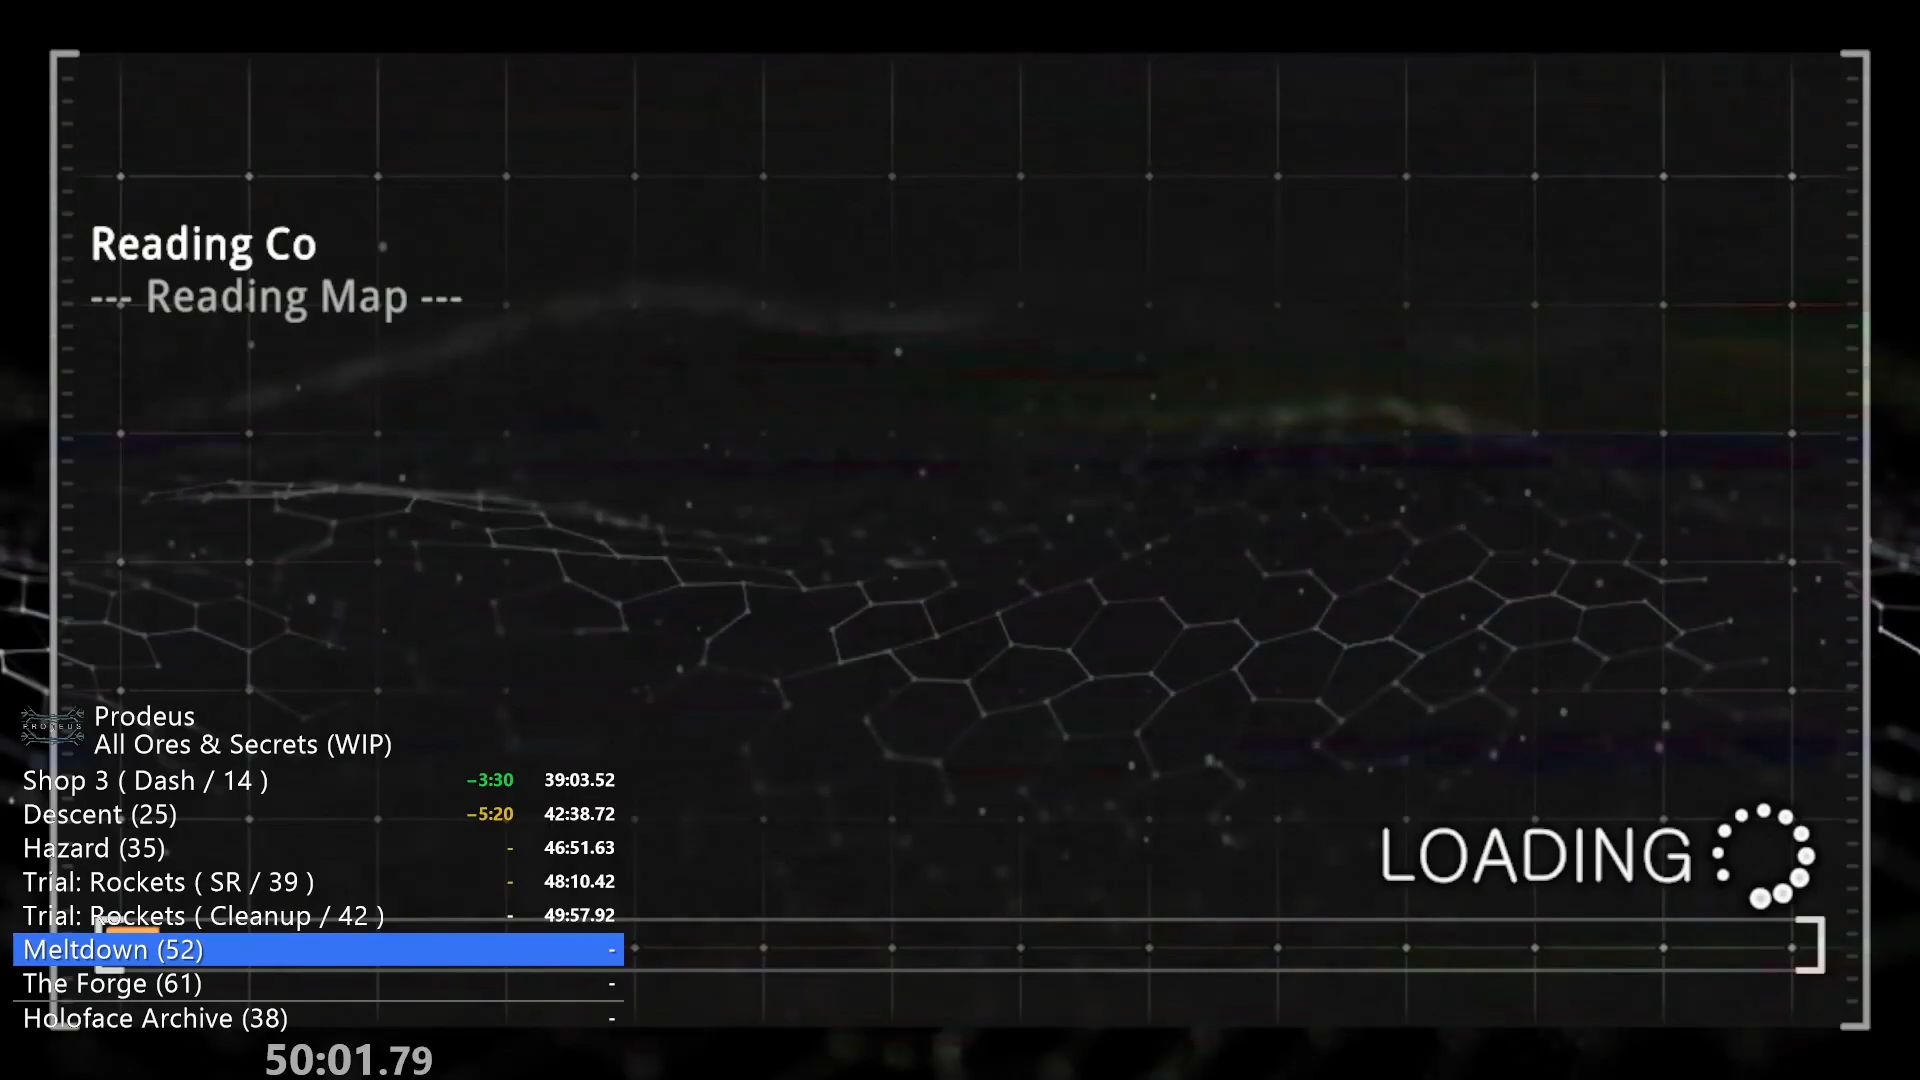 Reading Co
--- Reading Map ---
PRODEUS
Prodeus
All Ores & Secrets (WIP)
Shop 3 ( Dash / 14 ) −3:30 39:03.52
Descent (25) −5:20 42:38.72
Hazard (35) - 46:51.63
Trial: Rockets ( SR / 39 ) - 48:10.42
Trial: Rockets ( Cleanup / 42 ) - 49:57.92
Meltdown (52) -
The Forge (61) -
Holoface Archive (38) -
50:01.79
LOADING